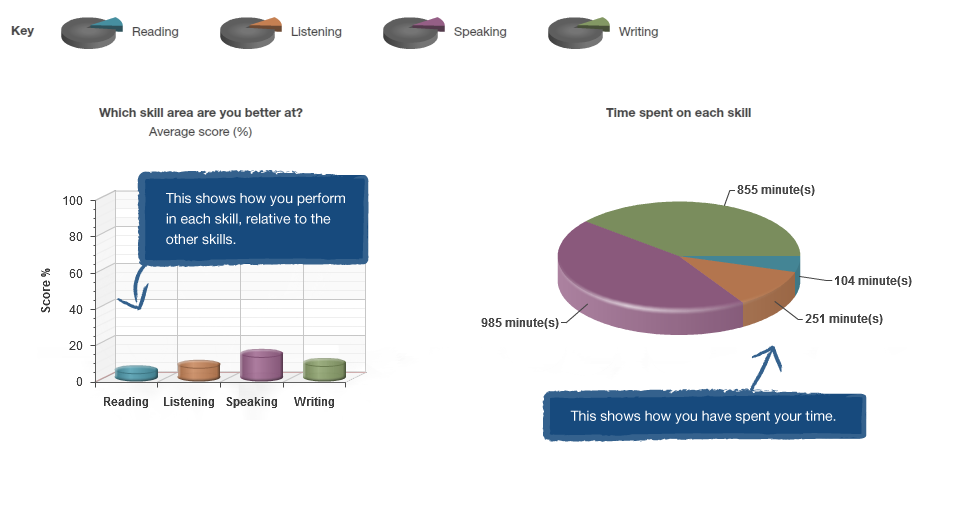 Key
Reading
Listening
Speaking
Writing
Which skill area are you better at?
Average score (%)
This shows how you perform
in each skill, relative to the
other skills.
Score %
100
80
60
40
20
0
Reading
Listening
Speaking
Writing
Time spent on each skill
855 minute(s)
104 minute(s)
251 minute(s)
985 minute(s)
This shows how you have spent your time.